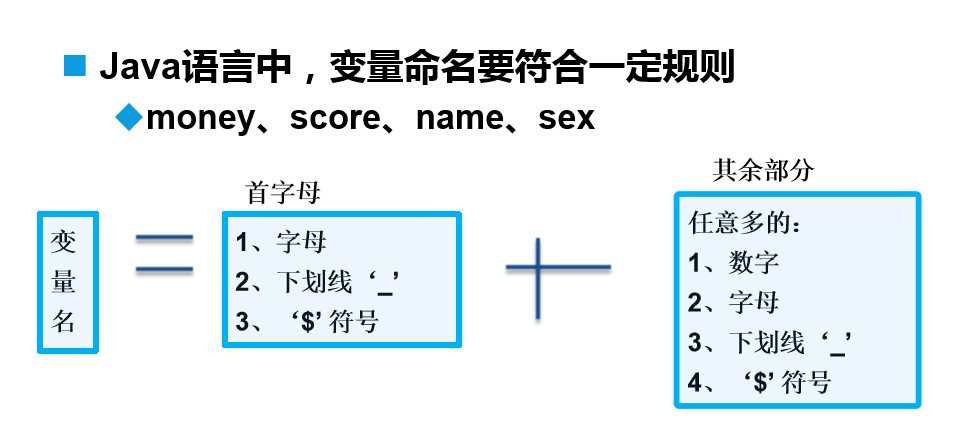 Java语言中，变量命名要符合一定规则
money、score、name、sex
首字母
其余部分
变
量
名
1、字母
2、下划线‘_’
3、‘$’符号
任意多的：
1、数字
2、字母
3、下划线‘_’
4、‘$’符号